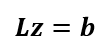 Lz = b